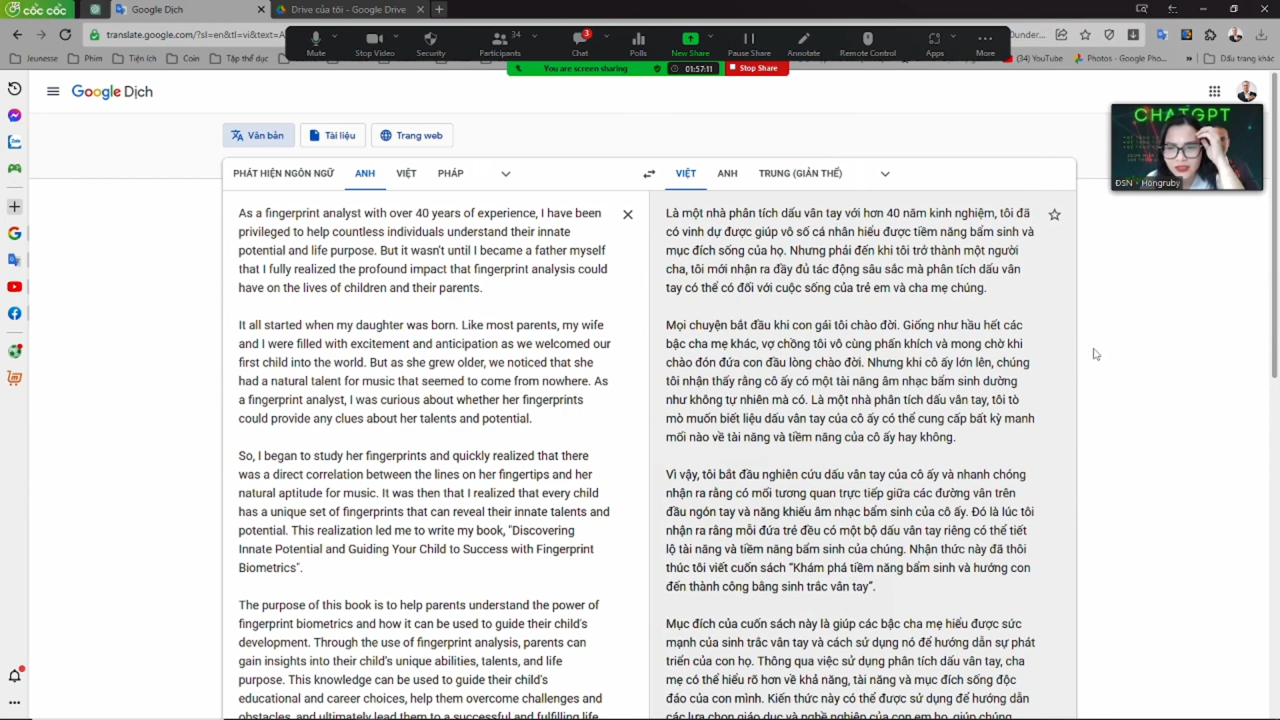 cốc cốc
Google Dịch
Drive của tôi - Google Drive
translate.google.com/?sl=en&tl=vi&text=A
Mute
Stop Video
Security
Participants
34
Chat
3
Polls
New Share
Pause Share
Annotate
Remote Control
Apps
More
You are screen sharing
01:57:11
Stop Share
Jeunesse
Phim
Tiện ích
Coin
Tập thể dục
(34) YouTube
Photos - Google Pho...
Dấu trang khác
Google Dịch
Văn bản
Tài liệu
Trang web
CHATGPT
ĐSN - Hongruby
PHÁT HIỆN NGÔN NGỮ
ANH
VIỆT
PHÁP
VIỆT
ANH
TRUNG (GIẢN THỂ)
As a fingerprint analyst with over 40 years of experience, I have been
privileged to help countless individuals understand their innate
potential and life purpose. But it wasn't until I became a father myself
that I fully realized the profound impact that fingerprint analysis could
have on the lives of children and their parents.
It all started when my daughter was born. Like most parents, my wife
and I were filled with excitement and anticipation as we welcomed our
first child into the world. But as she grew older, we noticed that she
had a natural talent for music that seemed to come from nowhere. As
a fingerprint analyst, I was curious about whether her fingerprints
could provide any clues about her talents and potential.
So, I began to study her fingerprints and quickly realized that there
was a direct correlation between the lines on her fingertips and her
natural aptitude for music. It was then that I realized that every child
has a unique set of fingerprints that can reveal their innate talents and
potential. This realization led me to write my book, "Discovering
Innate Potential and Guiding Your Child to Success with Fingerprint
Biometrics".
The purpose of this book is to help parents understand the power of
fingerprint biometrics and how it can be used to guide their child's
development. Through the use of fingerprint analysis, parents can
gain insights into their child's unique abilities, talents, and life
purpose. This knowledge can be used to guide their child's
educational and career choices, help them overcome challenges and
obstacles, and ultimately lead them to a successful and fulfilling life.
Là một nhà phân tích dấu vân tay với hơn 40 năm kinh nghiệm, tôi đã
có vinh dự được giúp vô số cá nhân hiểu được tiềm năng bẩm sinh và
mục đích sống của họ. Nhưng phải đến khi tôi trở thành một người
cha, tôi mới nhận ra đầy đủ tác động sâu sắc mà phân tích dấu vân
tay có thể có đối với cuộc sống của trẻ em và cha mẹ chúng.
Mọi chuyện bắt đầu khi con gái tôi chào đời. Giống như hầu hết các
bậc cha mẹ khác, vợ chồng tôi vô cùng phấn khích và mong chờ khi
chào đón đứa con đầu lòng chào đời. Nhưng khi cô ấy lớn lên, chúng
tôi nhận thấy rằng cô ấy có một tài năng âm nhạc bẩm sinh dường
như không tự nhiên mà có. Là một nhà phân tích dấu vân tay, tôi tò
mò muốn biết liệu dấu vân tay của cô ấy có thể cung cấp bất kỳ manh
mối nào về tài năng và tiềm năng của cô ấy hay không.
Vì vậy, tôi bắt đầu nghiên cứu dấu vân tay của cô ấy và nhanh chóng
nhận ra rằng có mối tương quan trực tiếp giữa các đường vân trên
đầu ngón tay và năng khiếu âm nhạc bẩm sinh của cô ấy. Đó là lúc tôi
nhận ra rằng mỗi đứa trẻ đều có một bộ dấu vân tay riêng có thể tiết
lộ tài năng và tiềm năng bẩm sinh của chúng. Nhận thức này đã thôi
thúc tôi viết cuốn sách “Khám phá tiềm năng bẩm sinh và hướng con
đến thành công bằng sinh trắc vân tay”.
Mục đích của cuốn sách này là giúp các bậc cha mẹ hiểu được sức
mạnh của sinh trắc vân tay và cách sử dụng nó để hướng dẫn sự phát
triển của con họ. Thông qua việc sử dụng phân tích dấu vân tay, cha
mẹ có thể hiểu rõ hơn về khả năng, tài năng và mục đích sống độc
đáo của con mình. Kiến thức này có thể được sử dụng để hướng dẫn
các lựa chọn giáo dục và nghề nghiệp của con em họ, giúp chúng